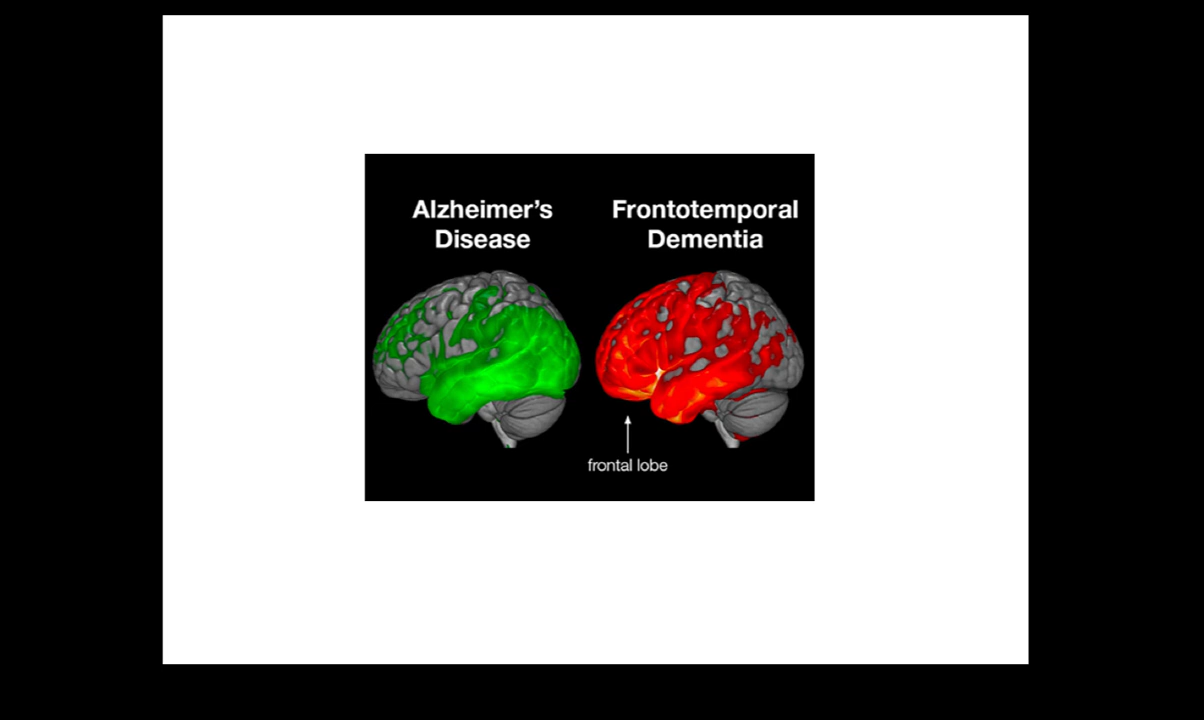 Alzheimer's
Disease
Frontotemporal
Dementia
frontal lobe